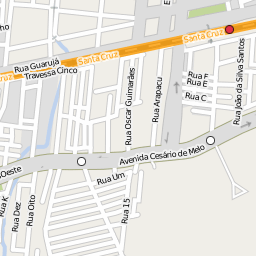 Santa Cruz
Santa Cruz
Rua Guarujá
Travessa Cinco
Rua Oscar Guimarães
Rua Arapacu
Rua F
Rua E
Rua C
Rua João da Silva Santos
Avenida Cesário de Melo
Oeste
Rua Um
Rua K
Rua Dez
Rua Oito
Rua 15